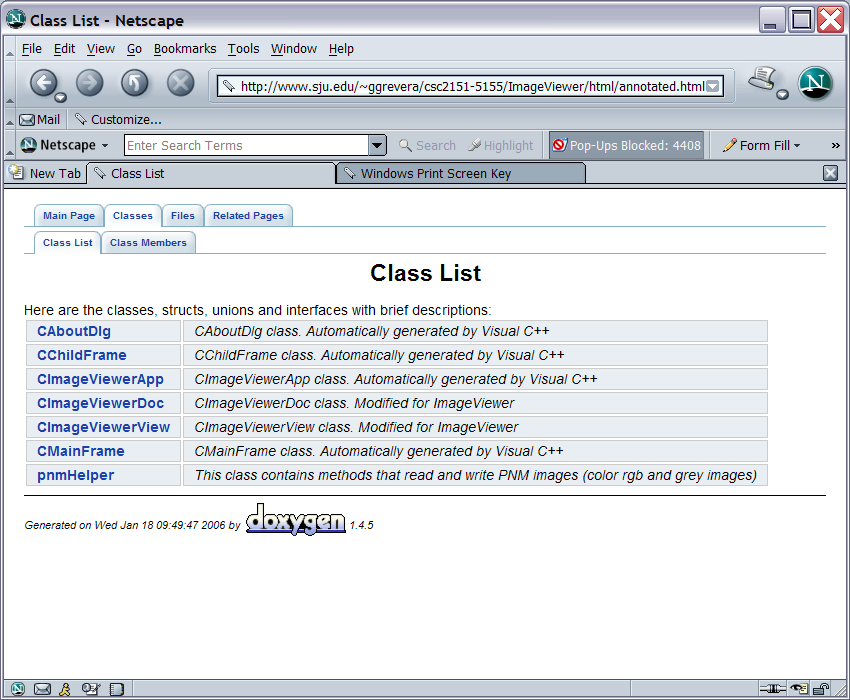 Class List - Netscape
File Edit View Go Bookmarks Tools Window Help
http://www.sju.edu/~ggrevera/csc2151-5155/ImageViewer/html/annotated.html
N
Mail Customize...
Netscape Enter Search Terms Search Highlight Pop-Ups Blocked: 4408 Form Fill »
New Tab Class List Windows Print Screen Key
Main Page Classes Files Related Pages
Class List Class Members
Class List
Here are the classes, structs, unions and interfaces with brief descriptions:
CAboutDlg CAboutDlg class. Automatically generated by Visual C++
CChildFrame CChildFrame class. Automatically generated by Visual C++
CImageViewerApp CImageViewerApp class. Automatically generated by Visual C++
CImageViewerDoc CImageViewerDoc class. Modified for ImageViewer
CImageViewerView CImageViewerView class. Modified for ImageViewer
CMainFrame CMainFrame class. Automatically generated by Visual C++
pnmHelper This class contains methods that read and write PNM images (color rgb and grey images)
Generated on Wed Jan 18 09:49:47 2006 by doxygen 1.4.5